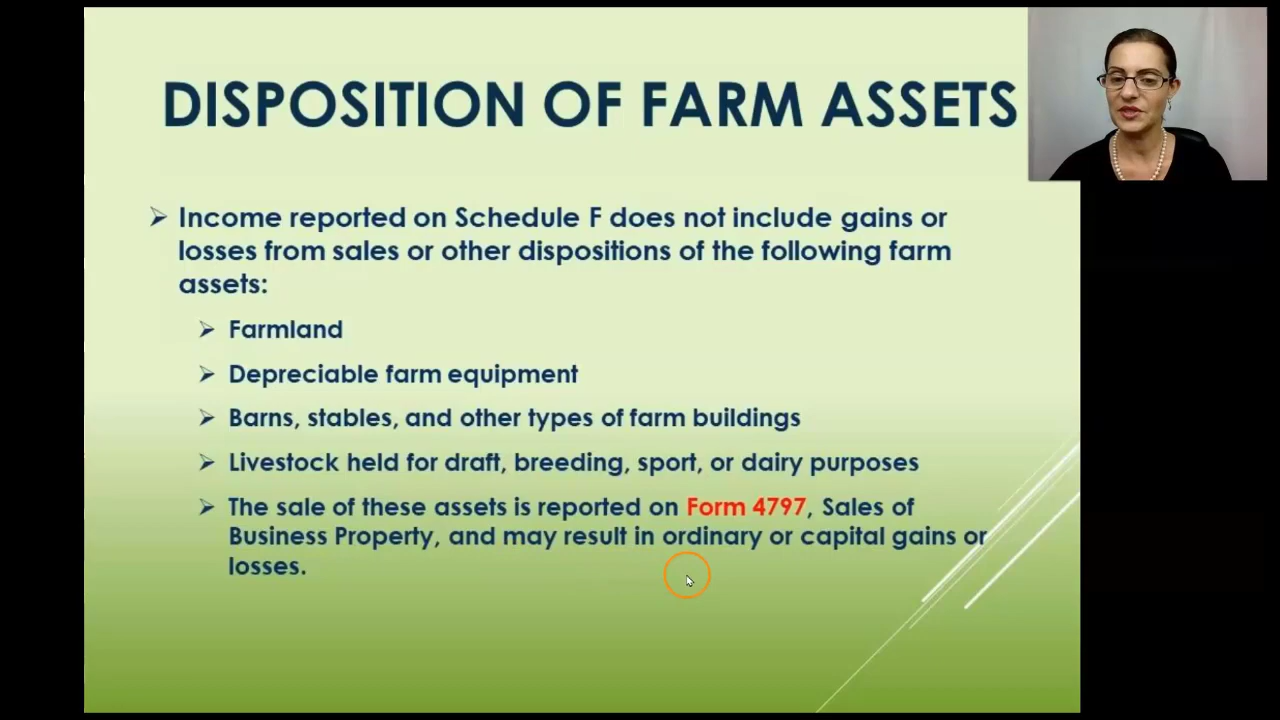 DISPOSITION OF FARM ASSETS
Income reported on Schedule F does not include gains or
losses from sales or other dispositions of the following farm
assets:
Farmland
Depreciable farm equipment
Barns, stables, and other types of farm buildings
Livestock held for draft, breeding, sport, or dairy purposes
The sale of these assets is reported on Form 4797, Sales of
Business Property, and may result in ordinary or capital gains or
losses.